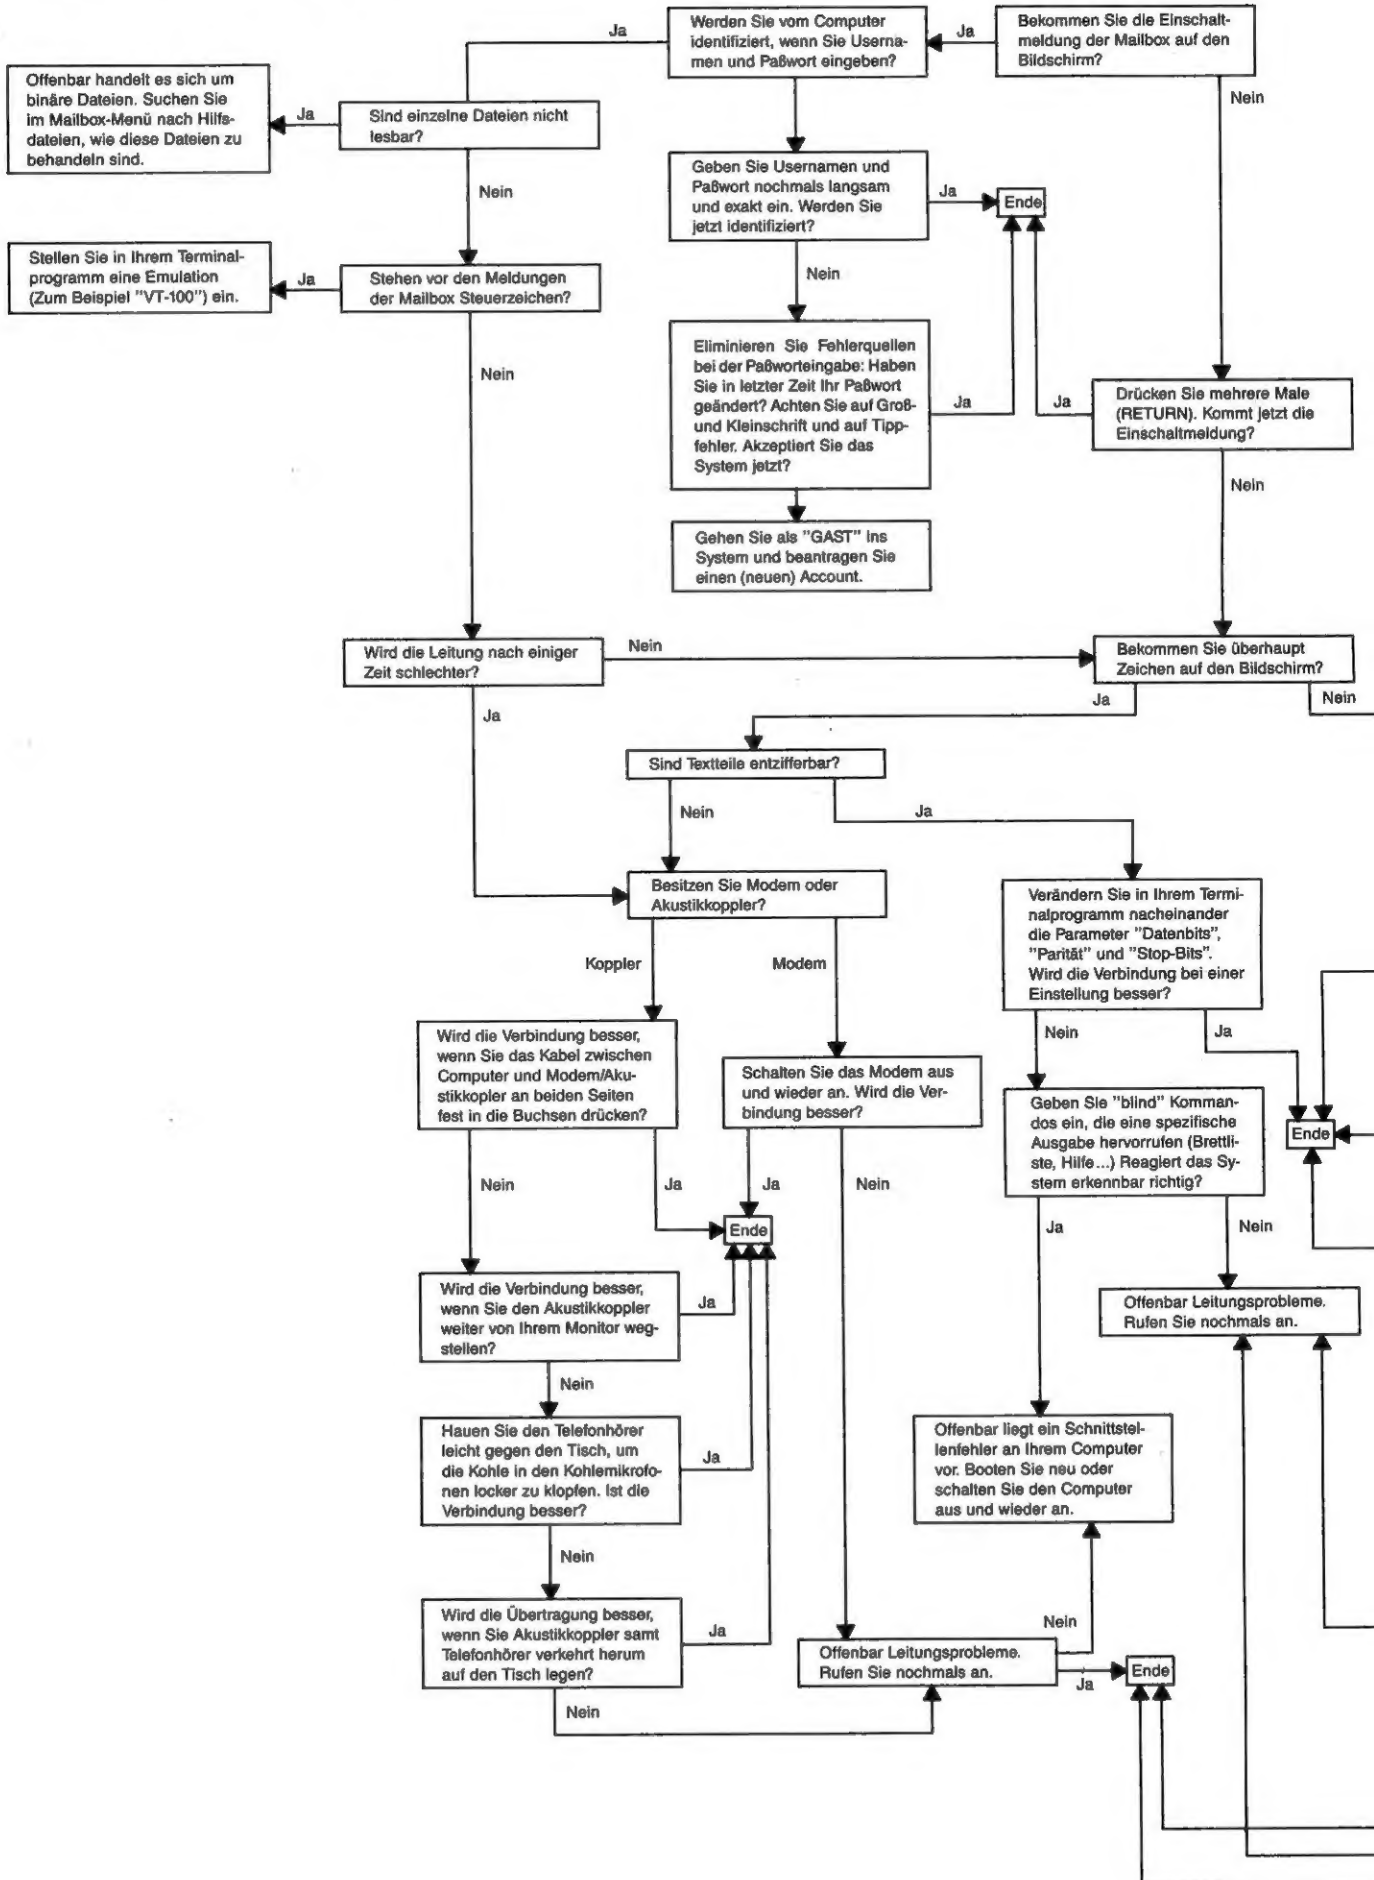 Werden Sie vom Computer
identifiziert, wenn Sie Userna-
men und Paßwort eingeben?
Ja
Bekommen Sie die Einschalt-
meldung der Mailbox auf den
Bildschirm?
Ja
Nein
Offenbar handelt es sich um
binäre Dateien. Suchen Sie
im Mailbox-Menü nach Hilfs-
dateien, wie diese Dateien zu
behandeln sind.
Ja
Sind einzelne Dateien nicht
lesbar?
Nein
Geben Sie Usernamen und
Paßwort nochmals langsam
und exakt ein. Werden Sie
jetzt identifiziert?
Ja
Ende
Nein
Stellen Sie in Ihrem Terminal-
programm eine Emulation
(Zum Beispiel "VT-100") ein.
Ja
Stehen vor den Meldungen
der Mailbox Steuerzeichen?
Nein
Eliminieren Sie Fehlerquellen
bei der Paßworteingabe: Haben
Sie in letzter Zeit Ihr Paßwort
geändert? Achten Sie auf Groß-
und Kleinschrift und auf Tipp-
fehler. Akzeptiert Sie das
System jetzt?
Ja
Ja
Drücken Sie mehrere Male
(RETURN). Kommt jetzt die
Einschaltmeldung?
Nein
Gehen Sie als "GAST" ins
System und beantragen Sie
einen (neuen) Account.
Wird die Leitung nach einiger
Zeit schlechter?
Nein
Ja
Bekommen Sie überhaupt
Zeichen auf den Bildschirm?
Ja
Nein
Sind Textteile entzifferbar?
Nein
Ja
Besitzen Sie Modem oder
Akustikkoppler?
Koppler
Modem
Verändern Sie in Ihrem Termi-
nalprogramm nacheinander
die Parameter "Datenbits",
"Parität" und "Stop-Bits".
Wird die Verbindung bei einer
Einstellung besser?
Nein
Ja
Wird die Verbindung besser,
wenn Sie das Kabel zwischen
Computer und Modem/Aku-
stikkopler an beiden Seiten
fest in die Buchsen drücken?
Nein
Ja
Schalten Sie das Modem aus
und wieder an. Wird die Ver-
bindung besser?
Ja
Nein
Geben Sie "blind" Komman-
dos ein, die eine spezifische
Ausgabe hervorrufen (Brettli-
ste, Hilfe...) Reagiert das Sy-
stem erkennbar richtig?
Ja
Nein
Ende
Ende
Wird die Verbindung besser,
wenn Sie den Akustikkoppler
weiter von Ihrem Monitor weg-
stellen?
Ja
Nein
Offenbar Leitungsprobleme.
Rufen Sie nochmals an.
Hauen Sie den Telefonhörer
leicht gegen den Tisch, um
die Kohle in den Kohlemikrofo-
nen locker zu klopfen. Ist die
Verbindung besser?
Ja
Nein
Offenbar liegt ein Schnittstel-
lenfehler an Ihrem Computer
vor. Booten Sie neu oder
schalten Sie den Computer
aus und wieder an.
Wird die Übertragung besser,
wenn Sie Akustikkoppler samt
Telefonhörer verkehrt herum
auf den Tisch legen?
Ja
Nein
Offenbar Leitungsprobleme.
Rufen Sie nochmals an.
Nein
Ja
Ende